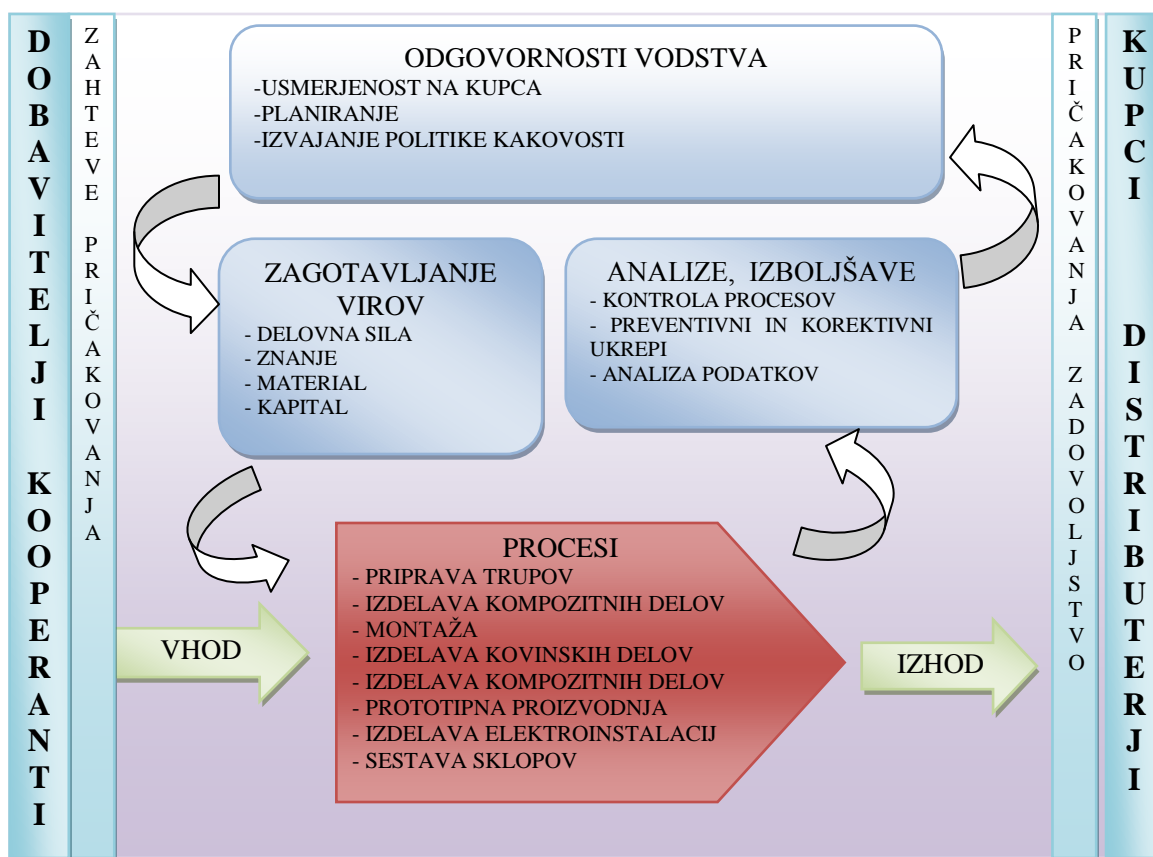 DOBAVITELJI KOOPERANTI
ZAHTEVE PRIČAKOVANJA
ODGOVORNOSTI VODSTVA
-USMERJENOST NA KUPCA
-PLANIRANJE
-IZVAJANJE POLITIKE KAKOVOSTI
ZAGOTAVLJANJE
VIROV
- DELOVNA SILA
- ZNANJE
- MATERIAL
- KAPITAL
ANALIZE, IZBOLJŠAVE
- KONTROLA PROCESOV
- PREVENTIVNI IN KOREKTIVNI
UKREPI
- ANALIZA PODATKOV
VHOD
PROCESI
- PRIPRAVA TRUPOV
- IZDELAVA KOMPOZITNIH DELOV
- MONTAŽA
- IZDELAVA KOVINSKIH DELOV
- IZDELAVA KOMPOZITNIH DELOV
- PROTOTIPNA PROIZVODNJA
- IZDELAVA ELEKTROINSTALACIJ
- SESTAVA SKLOPOV
IZHOD
PRIČAKOVANJA ZADOVOLJSTVO
KUPCI DISTRIBUTERJI